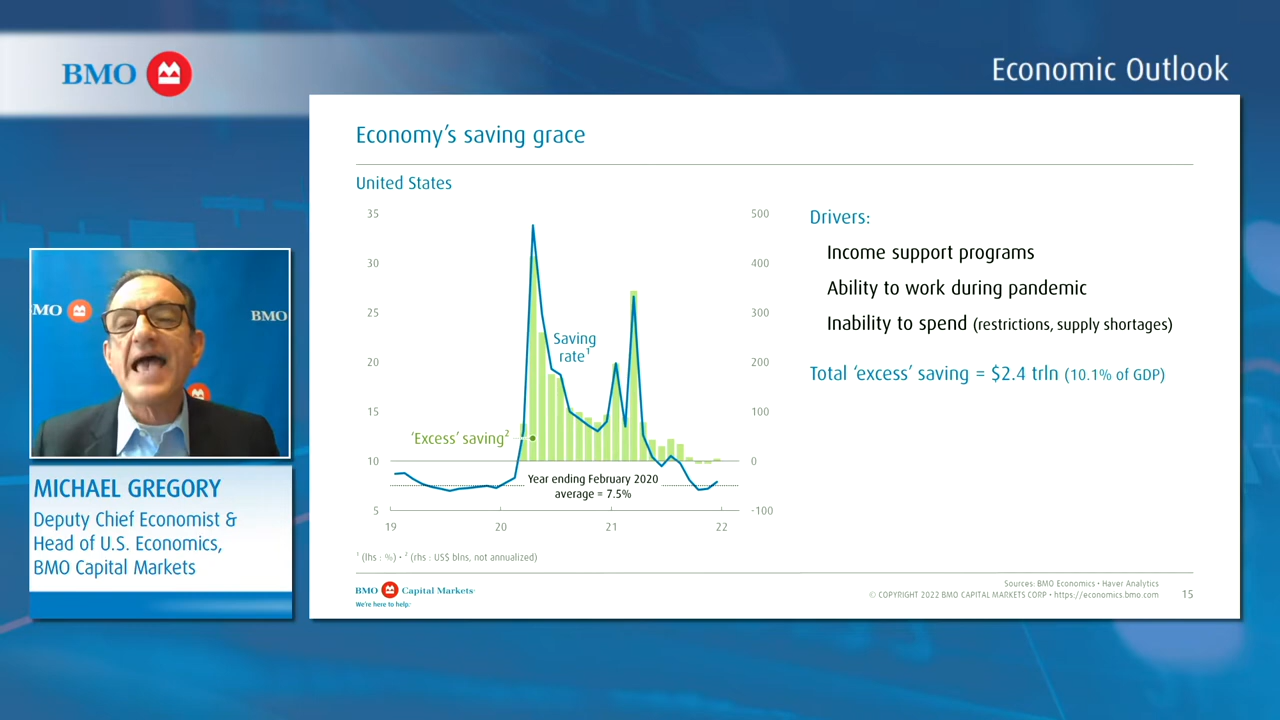 BMO
Economic Outlook
Economy's saving grace
United States
35
30
25
20
15
10
5
500
400
300
200
100
0
-100
Saving
rate¹
'Excess' saving²
Year ending February 2020
average = 7.5%
19
20
21
22
¹ (lhs : %) • ² (rhs : US$ blns, not annualized)
Drivers:
Income support programs
Ability to work during pandemic
Inability to spend (restrictions, supply shortages)
Total 'excess' saving = $2.4 trln (10.1% of GDP)
BMO Capital Markets
We're here to help.
Sources: BMO Economics • Haver Analytics
© COPYRIGHT 2022 BMO CAPITAL MARKETS CORP • https://economics.bmo.com
15
MO
BMO
MICHAEL GREGORY
Deputy Chief Economist &
Head of U.S. Economics,
BMO Capital Markets